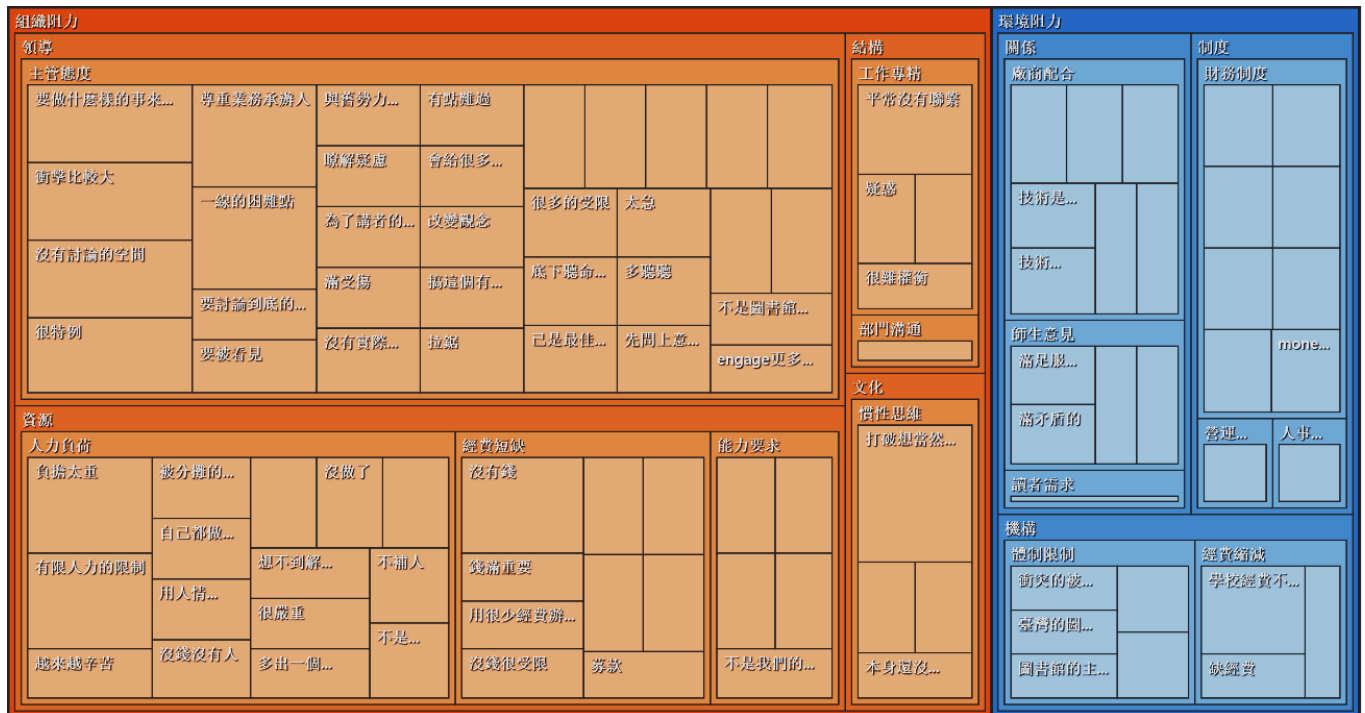 組織阻力
領導
主管態度
要做什麼樣的事來...
衝擊比較大
沒有討論的空間
很特例
尊重業務承辦人
一線的困難點
要討論到底的...
要被看見
與舊勢力...
瞭解疑慮
為了講者的...
滿受傷
沒有實際...
有點難過
會給很多...
改變觀念
搞這個有...
拉鋸
很多的受限
底下聽命...
已是最佳...
太急
多聽聽
先問上意...
不是圖書館...
engage更多...
資源
人力負荷
負擔太重
有限人力的限制
越來越辛苦
被分攤的...
自己都做...
用人情...
沒錢沒有人
想不到解...
很嚴重
多出一個...
沒做了
不補人
不是...
經費短缺
沒有錢
錢滿重要
用很少經費辦...
沒錢很受限
募款
能力要求
不是我們的...
結構
工作專精
平常沒有聯繫
疑惑
很難權衡
部門溝通
文化
慣性思維
打破想當然...
本身還沒...
環境阻力
關係
廠商配合
技術是...
技術...
師生意見
滿足服...
滿矛盾的
讀者需求
制度
財務制度
mone...
營運...
人事...
機構
體制限制
衝突的被...
臺灣的圖...
圖書館的主...
經費縮減
學校經費不...
缺經費